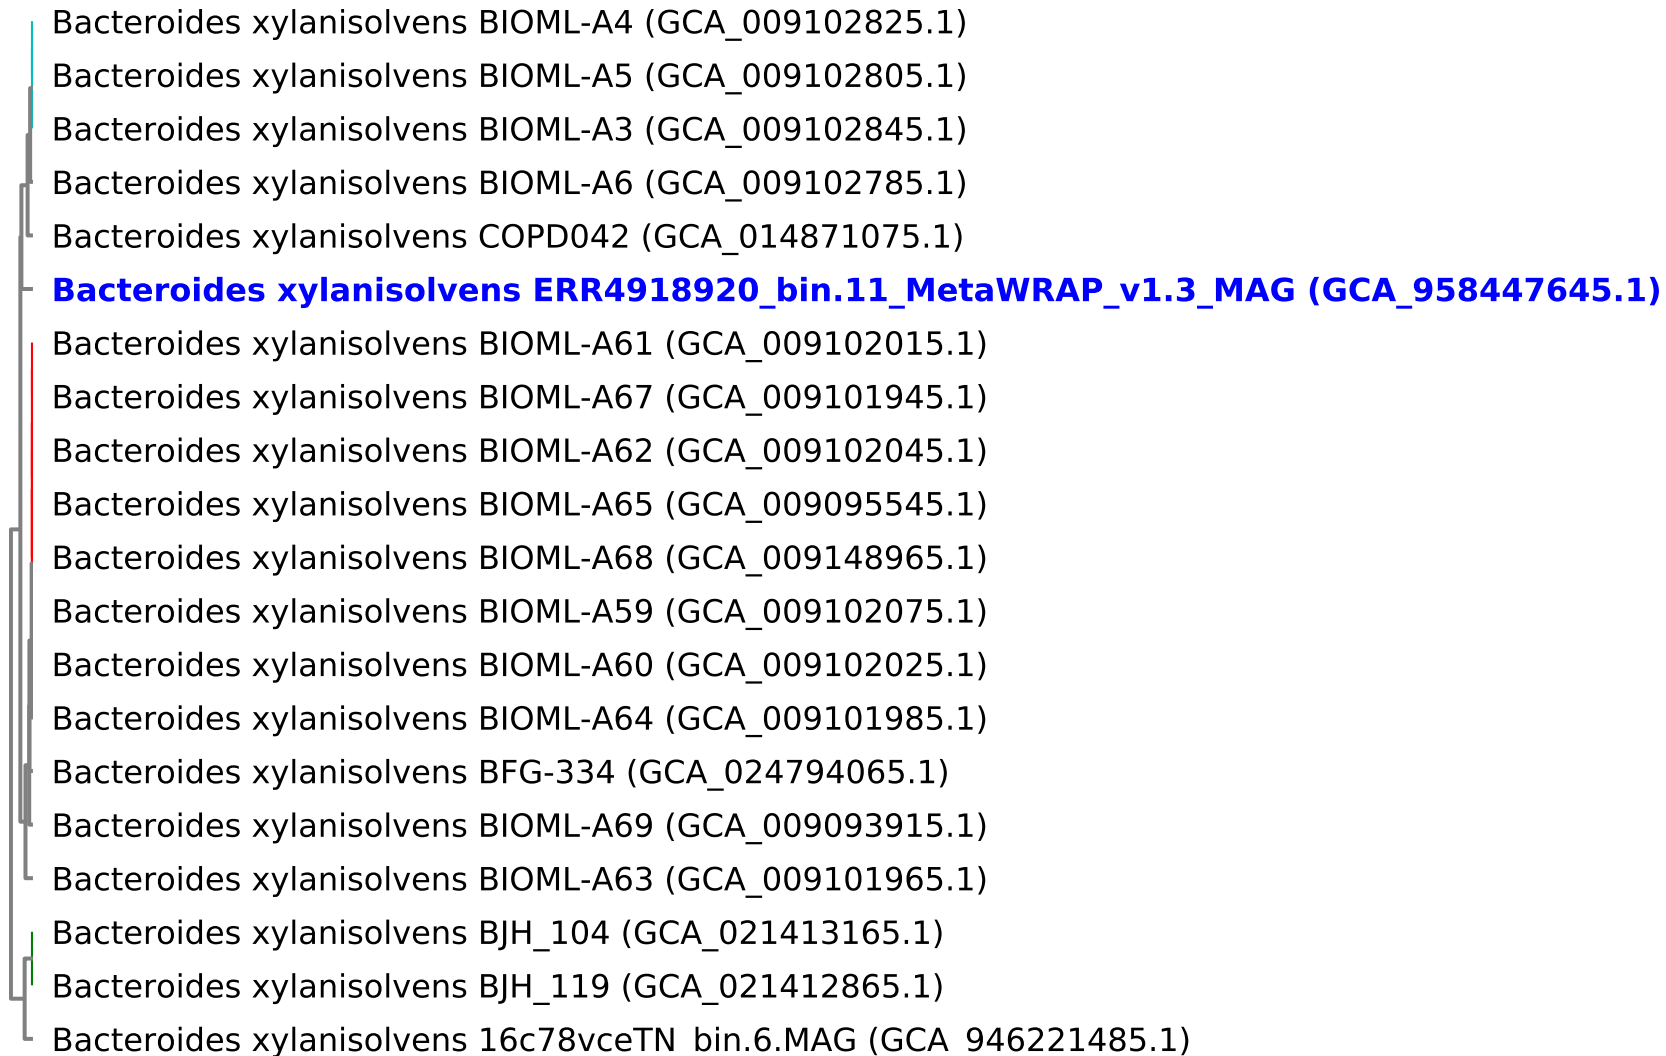 Bacteroides xylanisolvens BIOML-A4 (GCA_009102825.1)
Bacteroides xylanisolvens BIOML-A5 (GCA_009102805.1)
Bacteroides xylanisolvens BIOML-A3 (GCA_009102845.1)
Bacteroides xylanisolvens BIOML-A6 (GCA_009102785.1)
Bacteroides xylanisolvens COPD042 (GCA_014871075.1)
Bacteroides xylanisolvens ERR4918920_bin.11_MetaWRAP_v1.3_MAG (GCA_958447645.1)
Bacteroides xylanisolvens BIOML-A61 (GCA_009102015.1)
Bacteroides xylanisolvens BIOML-A67 (GCA_009101945.1)
Bacteroides xylanisolvens BIOML-A62 (GCA_009102045.1)
Bacteroides xylanisolvens BIOML-A65 (GCA_009095545.1)
Bacteroides xylanisolvens BIOML-A68 (GCA_009148965.1)
Bacteroides xylanisolvens BIOML-A59 (GCA_009102075.1)
Bacteroides xylanisolvens BIOML-A60 (GCA_009102025.1)
Bacteroides xylanisolvens BIOML-A64 (GCA_009101985.1)
Bacteroides xylanisolvens BFG-334 (GCA_024794065.1)
Bacteroides xylanisolvens BIOML-A69 (GCA_009093915.1)
Bacteroides xylanisolvens BIOML-A63 (GCA_009101965.1)
Bacteroides xylanisolvens BJH_104 (GCA_021413165.1)
Bacteroides xylanisolvens BJH_119 (GCA_021412865.1)
Bacteroides xylanisolvens 16c78vceTN_bin.6.MAG (GCA_946221485.1)